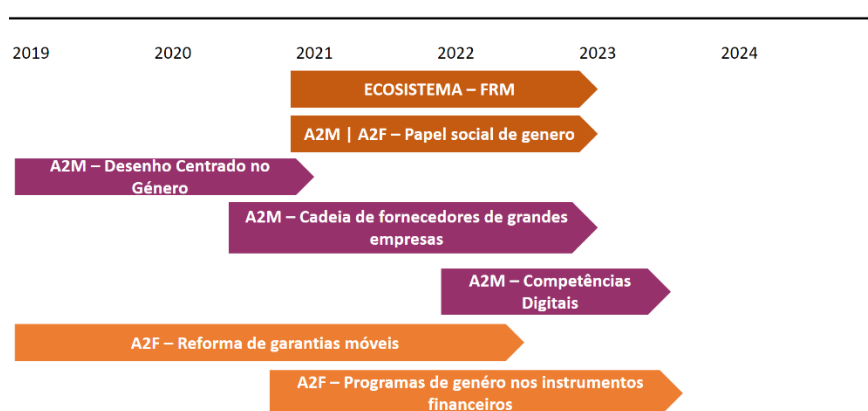 2019 2020 2021 2022 2023 2024
ECOSISTEMA – FRM
A2M | A2F – Papel social de genero
A2M – Desenho Centrado no
Género
A2M – Cadeia de fornecedores de grandes
empresas
A2M – Competências
Digitais
A2F – Reforma de garantias móveis
A2F – Programas de genéro nos instrumentos
financeiros